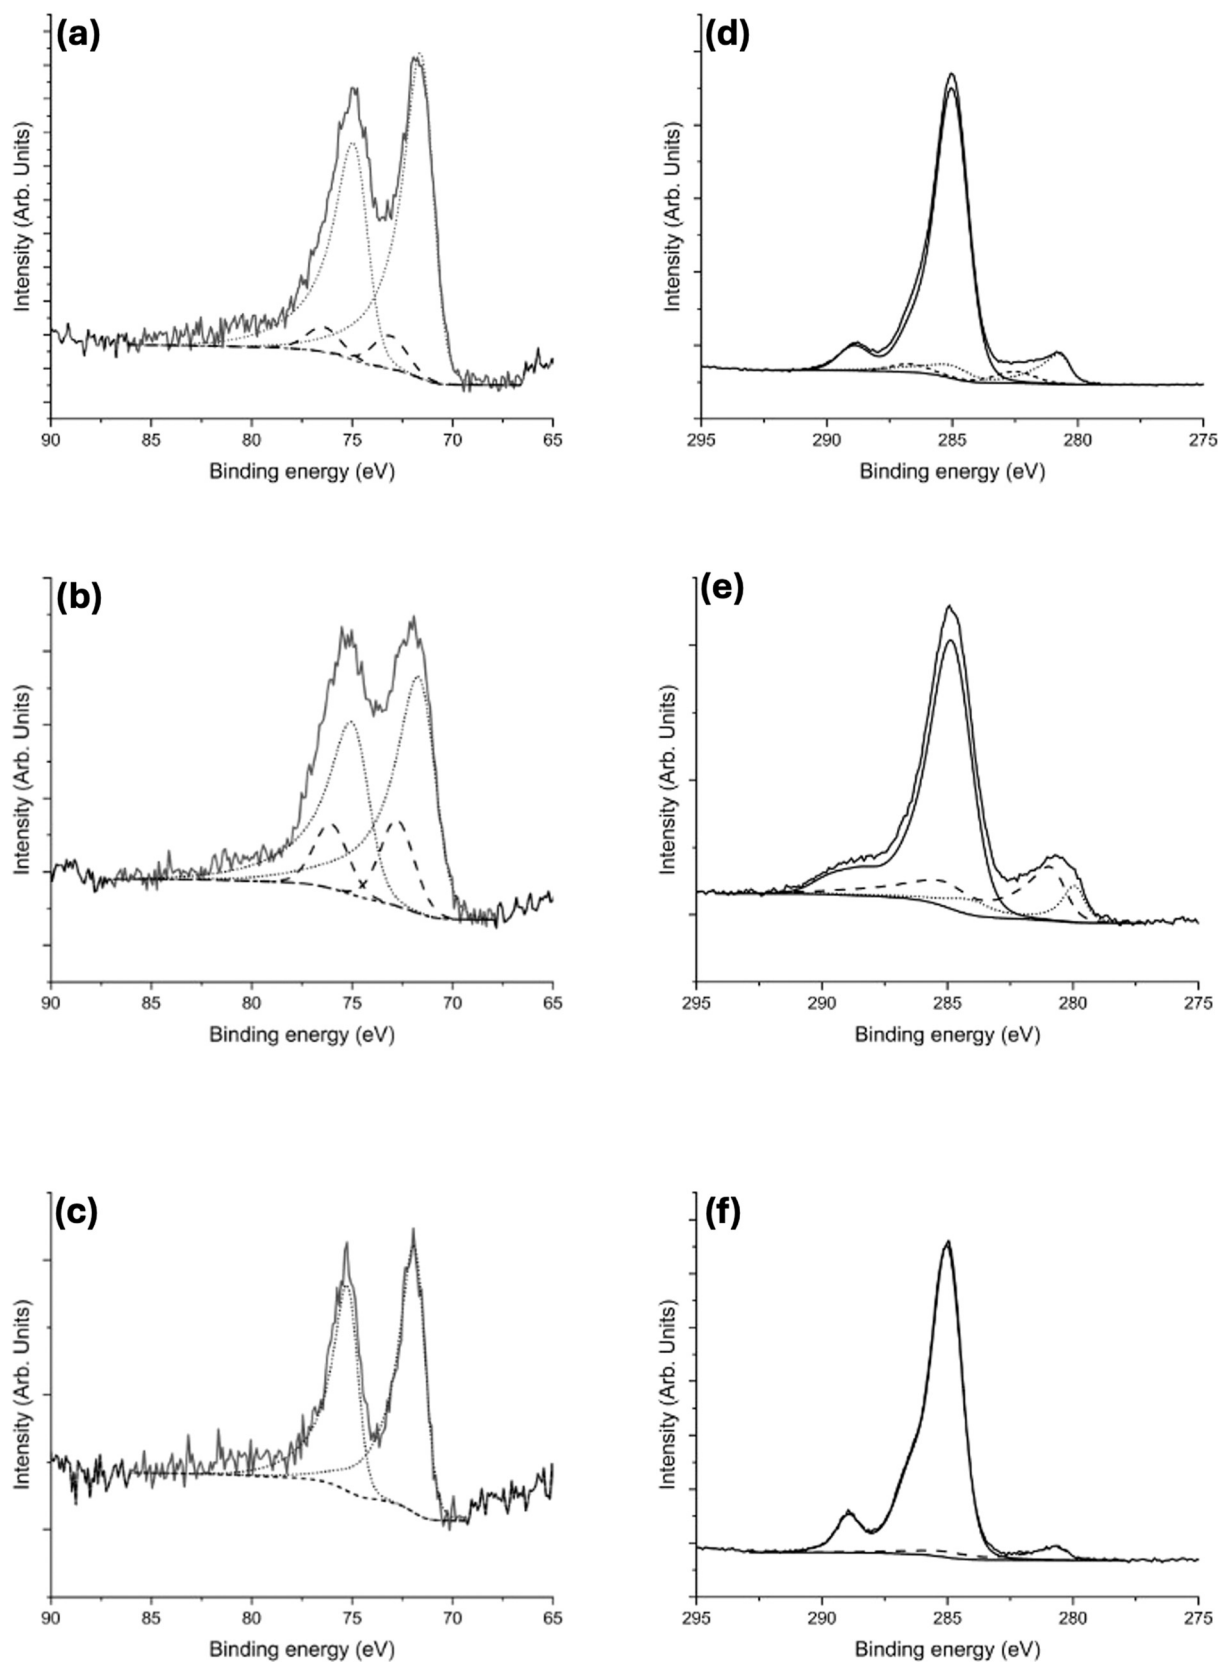 (a)
Intensity (Arb. Units)
90 85 80 75 70 65
Binding energy (eV)
(d)
Intensity (Arb. Units)
295 290 285 280 275
Binding energy (eV)
(b)
Intensity (Arb. Units)
90 85 80 75 70 65
Binding energy (eV)
(e)
Intensity (Arb. Units)
295 290 285 280 275
Binding energy (eV)
(c)
Intensity (Arb. Units)
90 85 80 75 70 65
Binding energy (eV)
(f)
Intensity (Arb. Units)
295 290 285 280 275
Binding energy (eV)